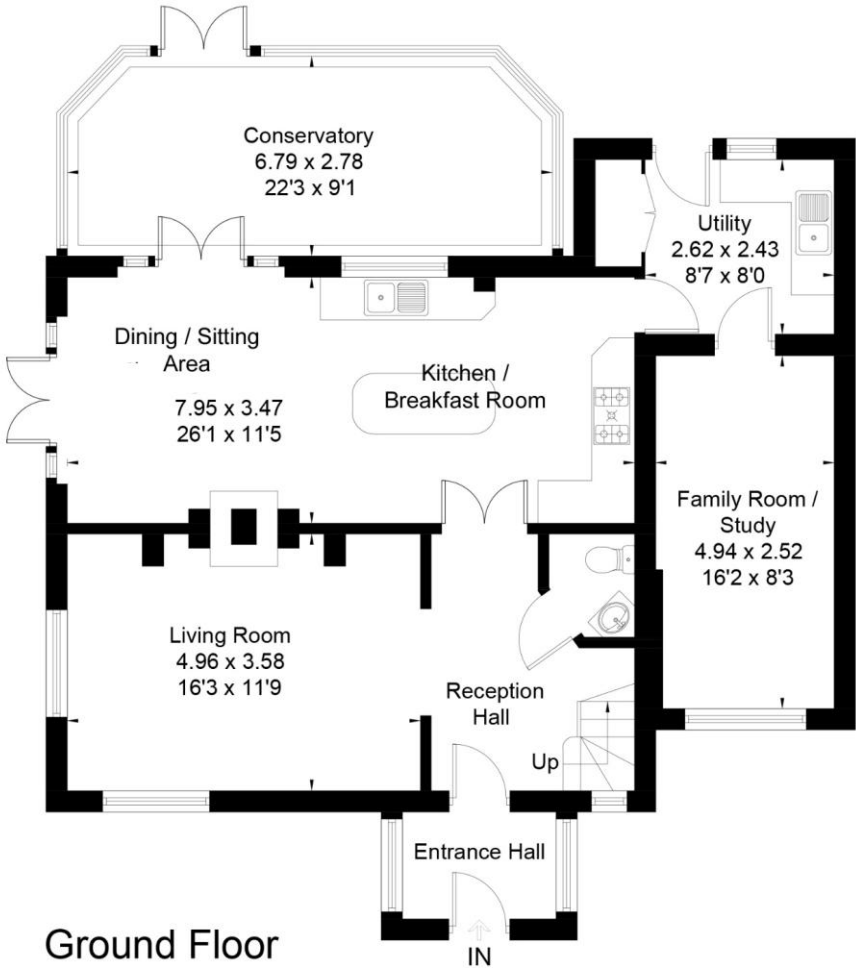 Conservatory
6.79 x 2.78
22'3 x 9'1
Utility
2.62 x 2.43
8'7 x 8'0
Dining / Sitting
Area
7.95 x 3.47
26'1 x 11'5
Kitchen /
Breakfast Room
Family Room /
Study
4.94 x 2.52
16'2 x 8'3
Living Room
4.96 x 3.58
16'3 x 11'9
Reception
Hall
Up
Entrance Hall
Ground Floor
IN